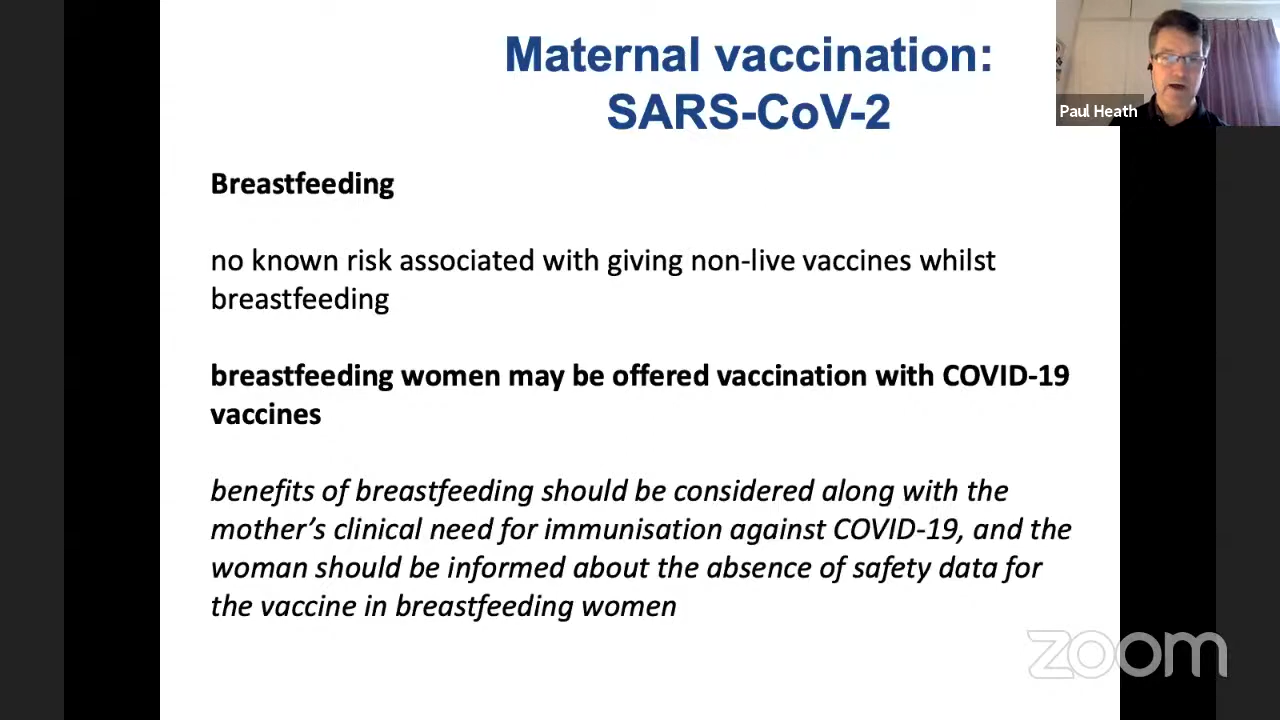 Maternal vaccination:
SARS-CoV-2
Paul Heath
Breastfeeding
no known risk associated with giving non-live vaccines whilst
breastfeeding
breastfeeding women may be offered vaccination with COVID-19
vaccines
benefits of breastfeeding should be considered along with the
mother’s clinical need for immunisation against COVID-19, and the
woman should be informed about the absence of safety data for
the vaccine in breastfeeding women
zoom